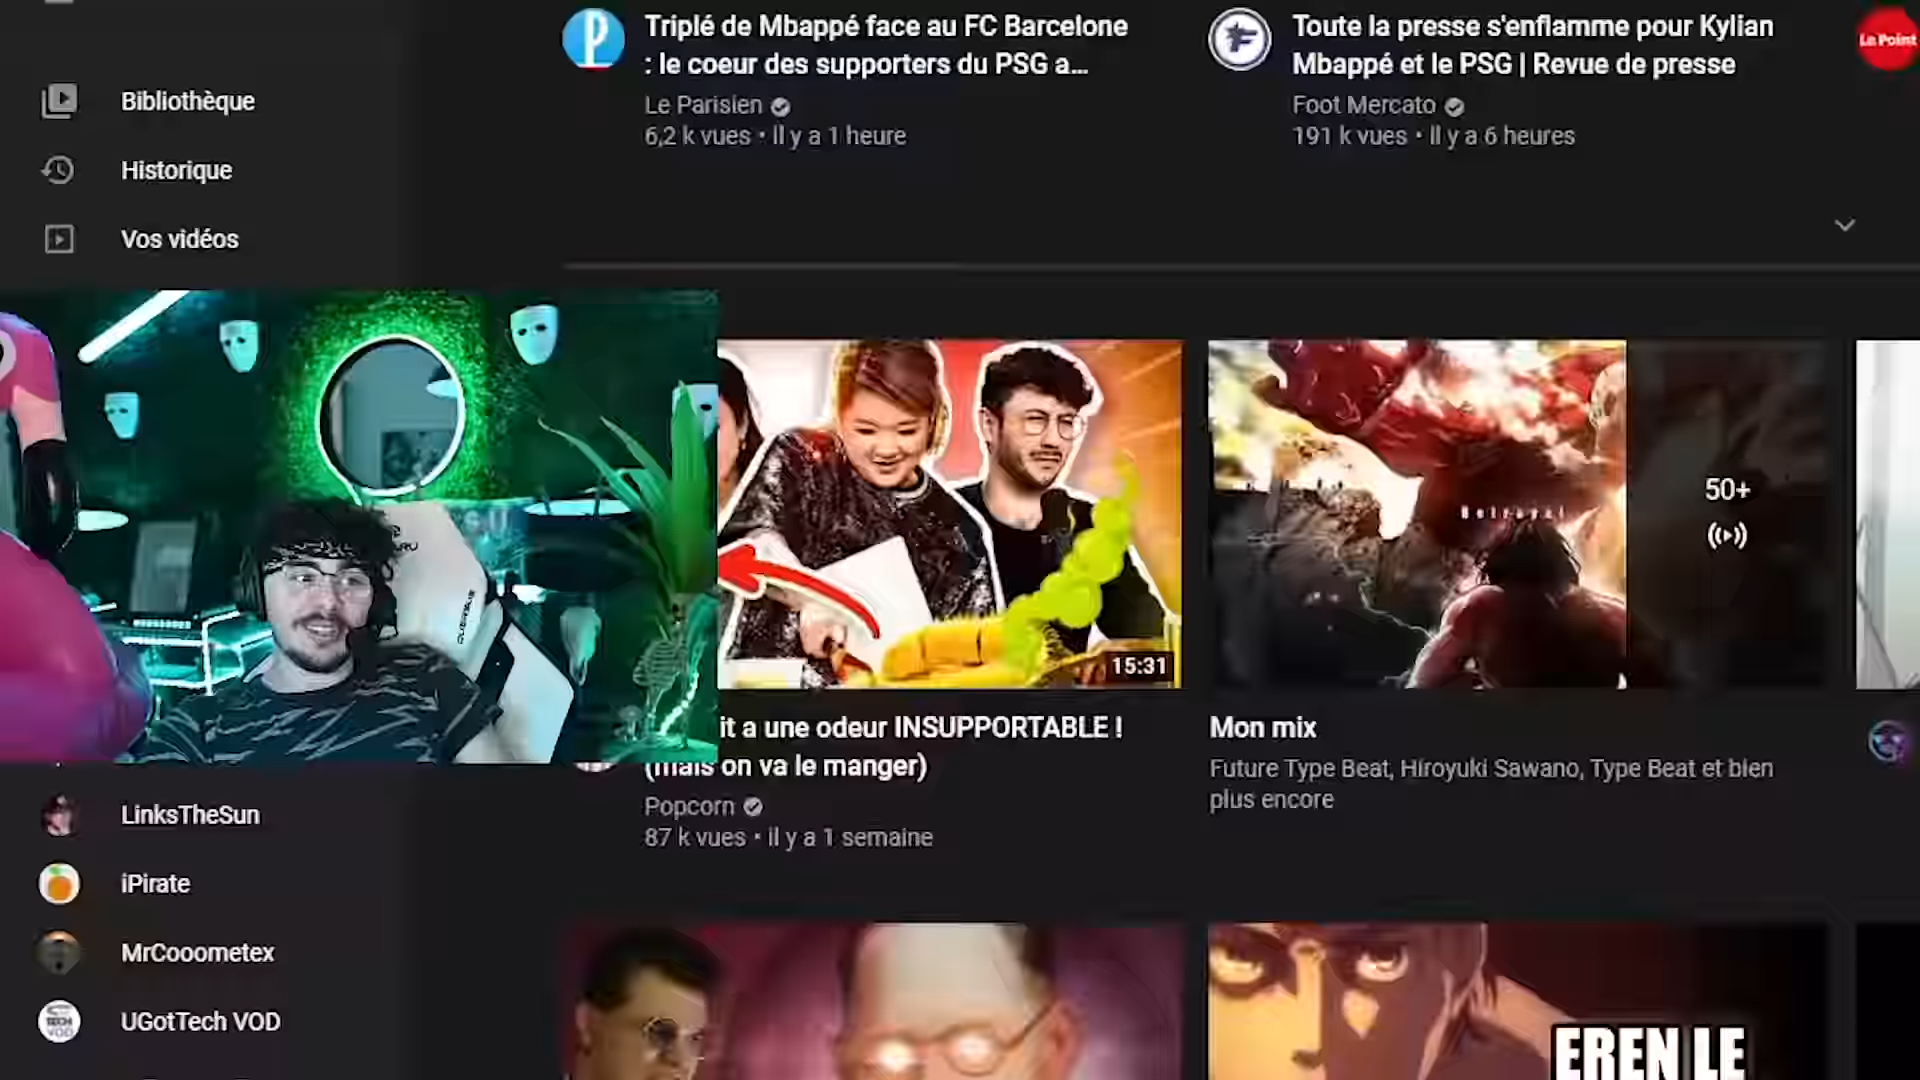 Triplé de Mbappé face au FC Barcelone
: le coeur des supporters du PSG a...
Le Parisien
6,2 k vues • Il y a 1 heure
Toute la presse s'enflamme pour Kylian
Mbappé et le PSG | Revue de presse
Foot Mercato
191 k vues • Il y a 6 heures
Le Point
Bibliothèque
Historique
Vos vidéos
50+
Betrayal
15:31
it a une odeur INSUPPORTABLE !
(mais on va le manger)
Popcorn
87 k vues • il y a 1 semaine
Mon mix
Future Type Beat, Hiroyuki Sawano, Type Beat et bien
plus encore
LinksTheSun
iPirate
MrCooometex
TECH
VOD
UGotTech VOD
EREN LE